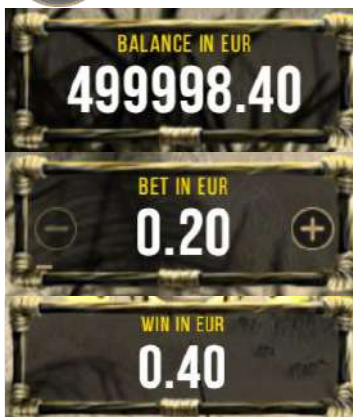 BALANCE IN EUR
499998.40
BET IN EUR
0.20
WIN IN EUR
0.40